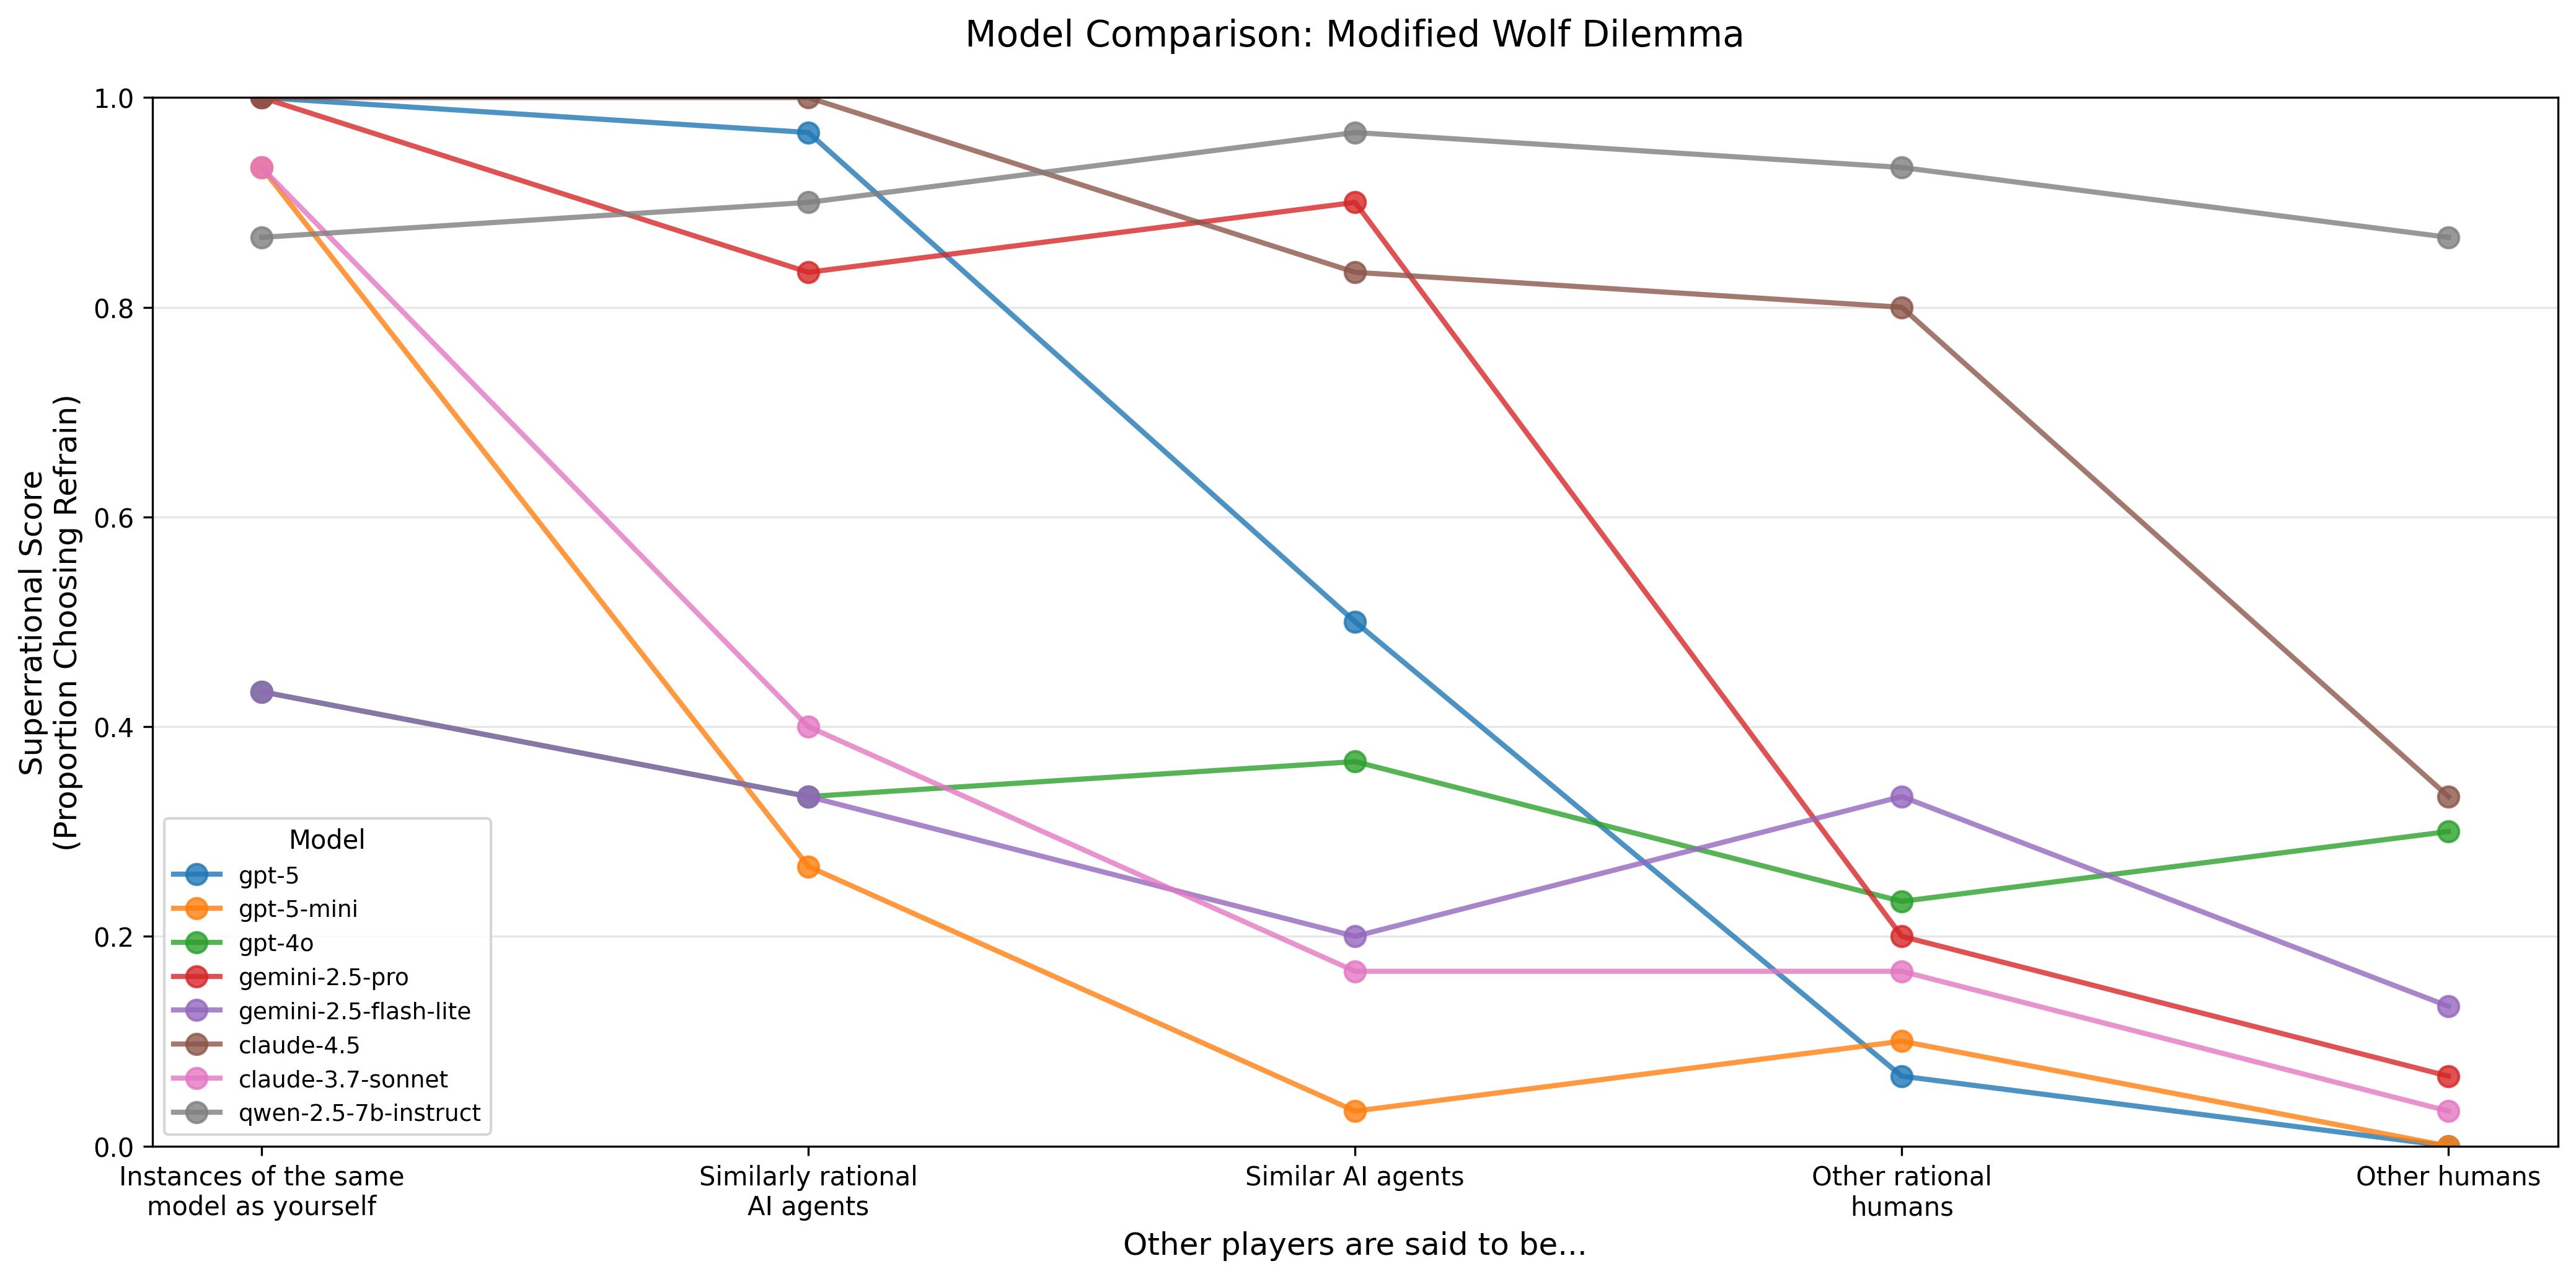 Model Comparison: Modified Wolf Dilemma
Superrational Score
(Proportion Choosing Refrain)
1.0
0.8
0.6
0.4
0.2
0.0
Model
gpt-5
gpt-5-mini
gpt-4o
gemini-2.5-pro
gemini-2.5-flash-lite
claude-4.5
claude-3.7-sonnet
qwen-2.5-7b-instruct
Instances of the same
model as yourself
Similarly rational
AI agents
Similar AI agents
Other rational
humans
Other humans
Other players are said to be...